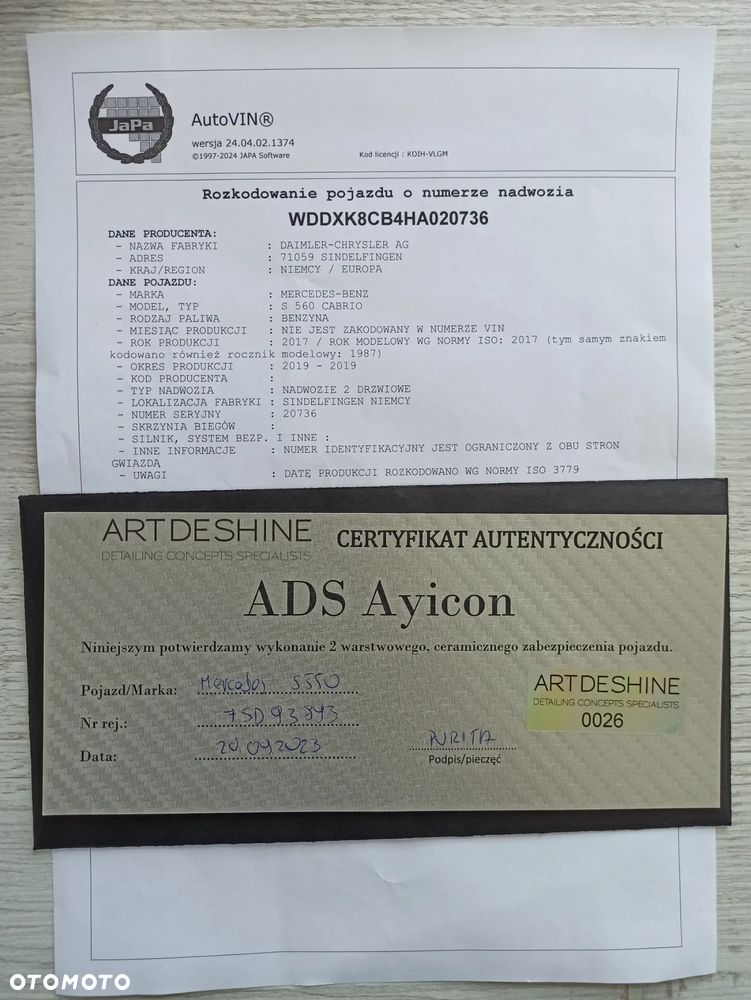 JaPa
AutoVIN®
wersja 24.04.02.1374
©1997-2024 JAPA Software
Kod licencji : KOIH-VLGM
Rozkodowanie pojazdu o numerze nadwozia
WDDXK8CB4HA020736
DANE PRODUCENTA:
- NAZWA FABRYKI : DAIMLER-CHRYSLER AG
- ADRES : 71059 SINDELFINGEN
- KRAJ/REGION : NIEMCY / EUROPA
DANE POJAZDU:
- MARKA : MERCEDES-BENZ
- MODEL, TYP : S 560 CABRIO
- RODZAJ PALIWA : BENZYNA
- MIESIĄC PRODUKCJI : NIE JEST ZAKODOWANY W NUMERZE VIN
- ROK PRODUKCJI : 2017 / ROK MODELOWY WG NORMY ISO: 2017 (tym samym znakiem
kodowano również rocznik modelowy: 1987)
- OKRES PRODUKCJI : 2019 - 2019
- KOD PRODUCENTA :
- TYP NADWOZIA : NADWOZIE 2 DRZWIOWE
- LOKALIZACJA FABRYKI : SINDELFINGEN NIEMCY
- NUMER SERYJNY : 20736
- SKRZYNIA BIEGÓW :
- SILNIK, SYSTEM BEZP. I INNE :
- INNE INFORMACJE : NUMER IDENTYFIKACYJNY JEST OGRANICZONY Z OBU STRON
GWIAZDĄ
- UWAGI : DATĘ PRODUKCJI ROZKODOWANO WG NORMY ISO 3779
ARTDESHINE
DETAILING CONCEPTS SPECIALISTS
CERTYFIKAT AUTENTYCZNOŚCI
ADS Ayicon
Niniejszym potwierdzamy wykonanie 2 warstwowego, ceramicznego zabezpieczenia pojazdu.
Pojazd/Marka: Mercedes S550
Nr rej.: 7SD93893
Data: 20.09.2023
PURITA
Podpis/pieczęć
ARTDESHINE
DETAILING CONCEPTS SPECIALISTS
0026
OTOMOTO